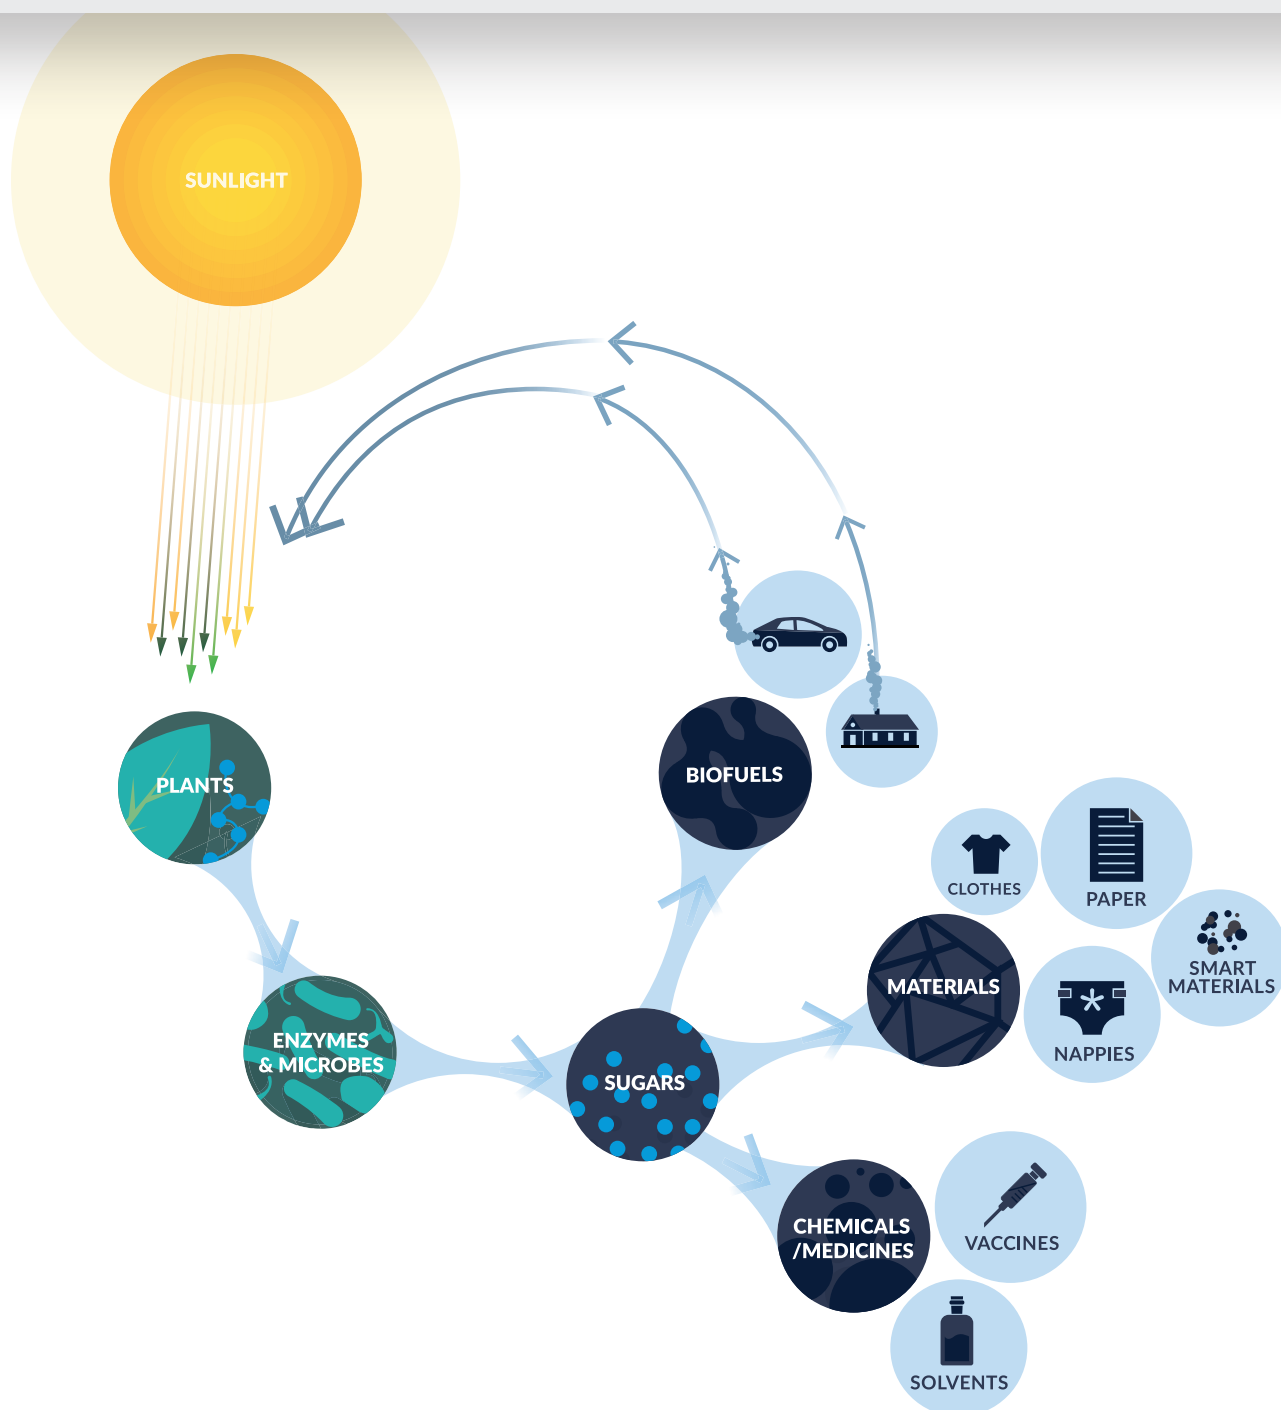 SUNLIGHT
PLANTS
BIOFUELS
CLOTHES
PAPER
SMART
MATERIALS
MATERIALS
NAPPIES
ENZYMES
& MICROBES
SUGARS
CHEMICALS
/MEDICINES
VACCINES
SOLVENTS